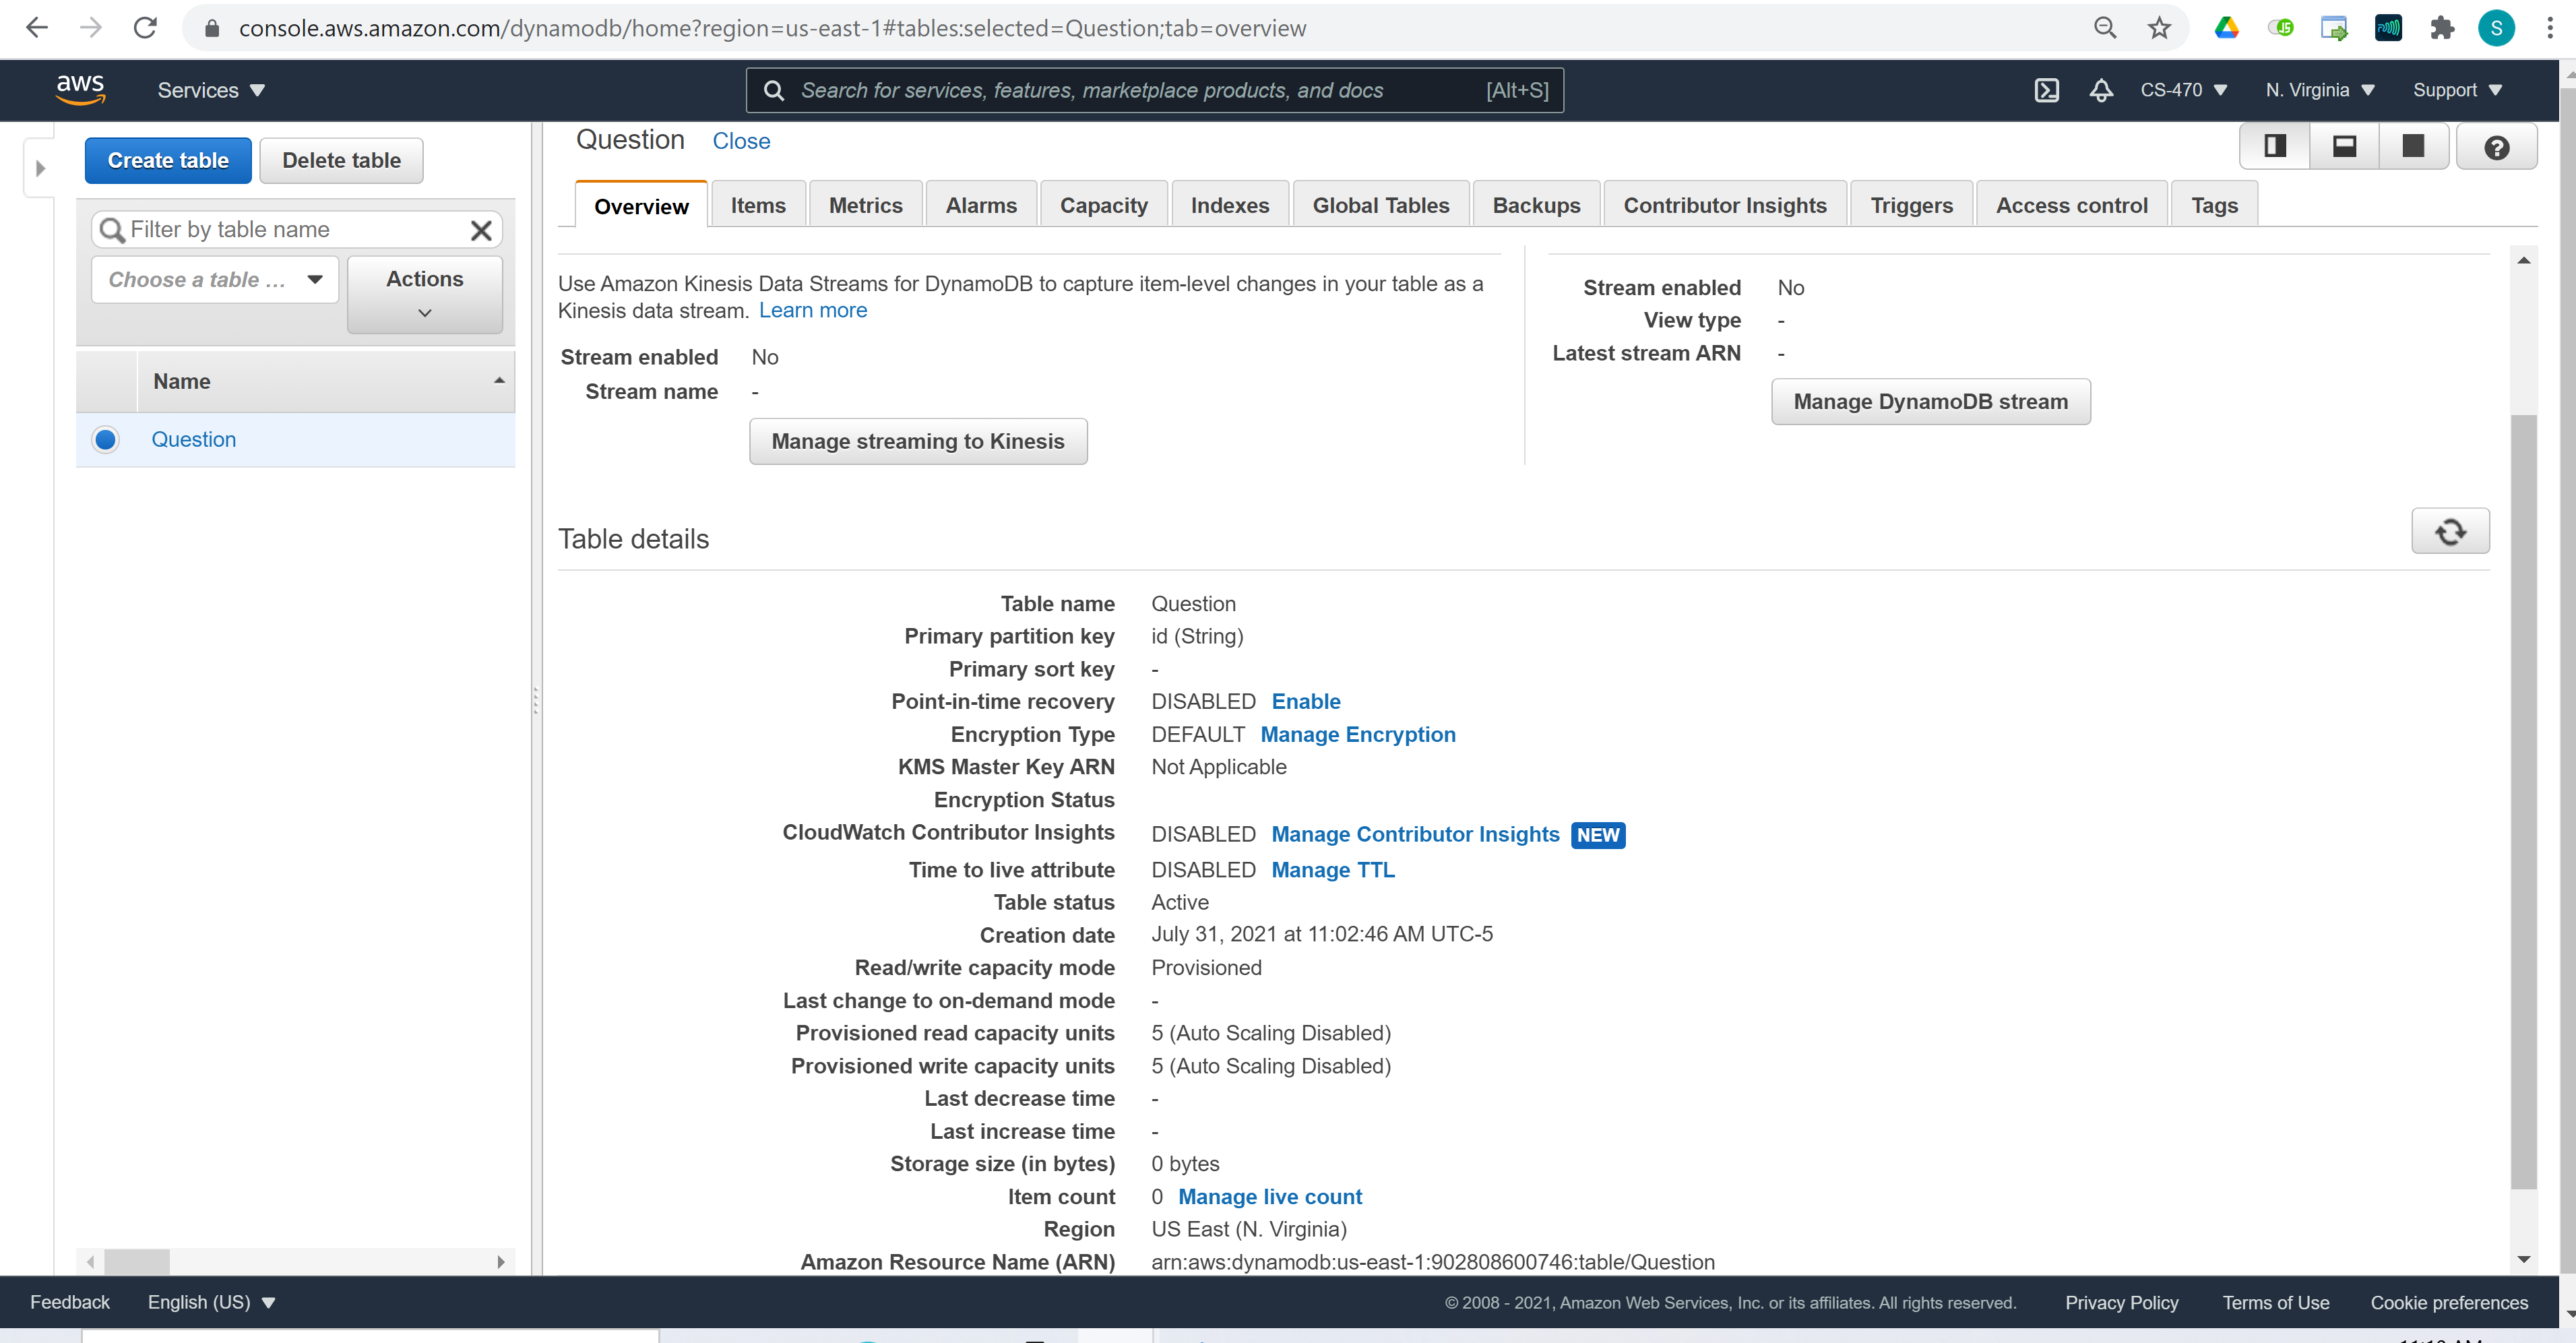 console.aws.amazon.com/dynamodb/home?region=us-east-1#tables:selected=Question;tab=overview
JS
S
aws
Services
Search for services, features, marketplace products, and docs
[Alt+S]
CS-470
N. Virginia
Support
Create table
Delete table
Filter by table name
Choose a table ...
Actions
Name
Question
Question
Close
Overview
Items
Metrics
Alarms
Capacity
Indexes
Global Tables
Backups
Contributor Insights
Triggers
Access control
Tags
Use Amazon Kinesis Data Streams for DynamoDB to capture item-level changes in your table as a
Kinesis data stream. Learn more
Stream enabled No
Stream name -
Manage streaming to Kinesis
Stream enabled No
View type -
Latest stream ARN -
Manage DynamoDB stream
Table details
Table name Question
Primary partition key id (String)
Primary sort key -
Point-in-time recovery DISABLED Enable
Encryption Type DEFAULT Manage Encryption
KMS Master Key ARN Not Applicable
Encryption Status
CloudWatch Contributor Insights DISABLED Manage Contributor Insights NEW
Time to live attribute DISABLED Manage TTL
Table status Active
Creation date July 31, 2021 at 11:02:46 AM UTC-5
Read/write capacity mode Provisioned
Last change to on-demand mode -
Provisioned read capacity units 5 (Auto Scaling Disabled)
Provisioned write capacity units 5 (Auto Scaling Disabled)
Last decrease time -
Last increase time -
Storage size (in bytes) 0 bytes
Item count 0 Manage live count
Region US East (N. Virginia)
Amazon Resource Name (ARN) arn:aws:dynamodb:us-east-1:902808600746:table/Question
Feedback
English (US)
© 2008 - 2021, Amazon Web Services, Inc. or its affiliates. All rights reserved.
Privacy Policy
Terms of Use
Cookie preferences